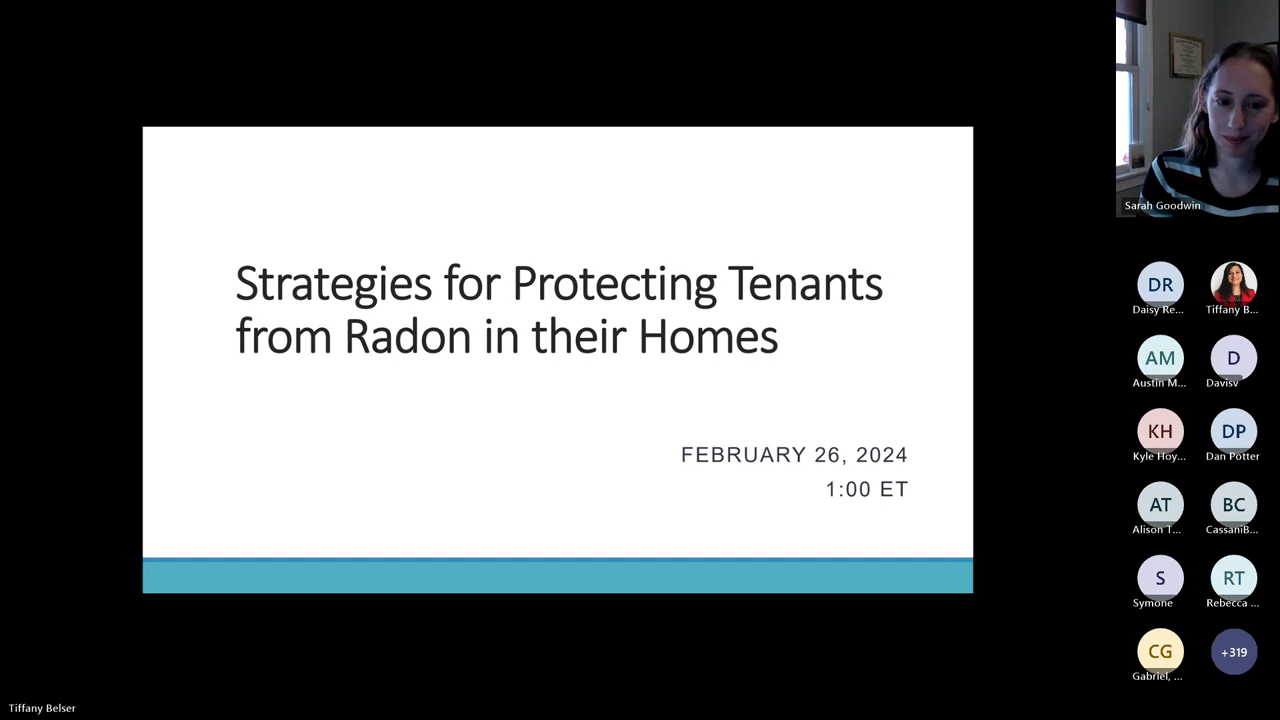 Strategies for Protecting Tenants
from Radon in their Homes
FEBRUARY 26, 2024
1:00 ET
Sarah Goodwin
DR
Daisy Re...
Tiffany B...
AM
Austin M...
D
Davisv
KH
Kyle Hoy...
DP
Dan Potter
AT
Alison T...
BC
CassaniB...
S
Symone
RT
Rebecca ...
CG
Gabriel, ...
+319
Tiffany Belser